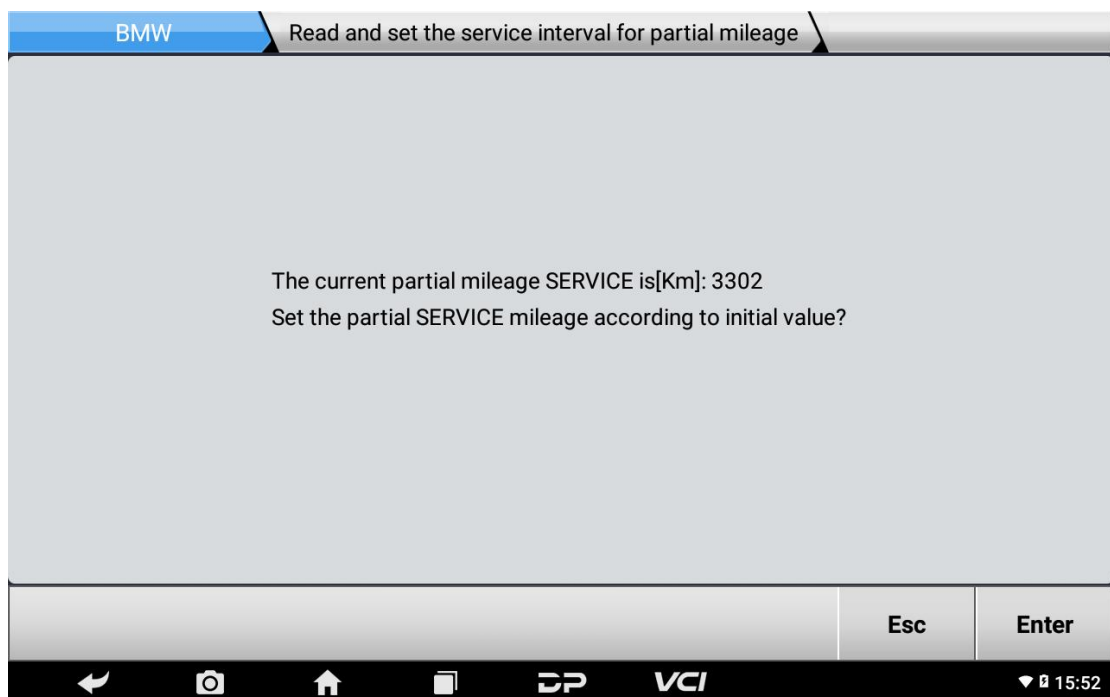 BMW
Read and set the service interval for partial mileage
The current partial mileage SERVICE is[Km]: 3302
Set the partial SERVICE mileage according to initial value?
Esc
Enter
DP
VCI
15:52